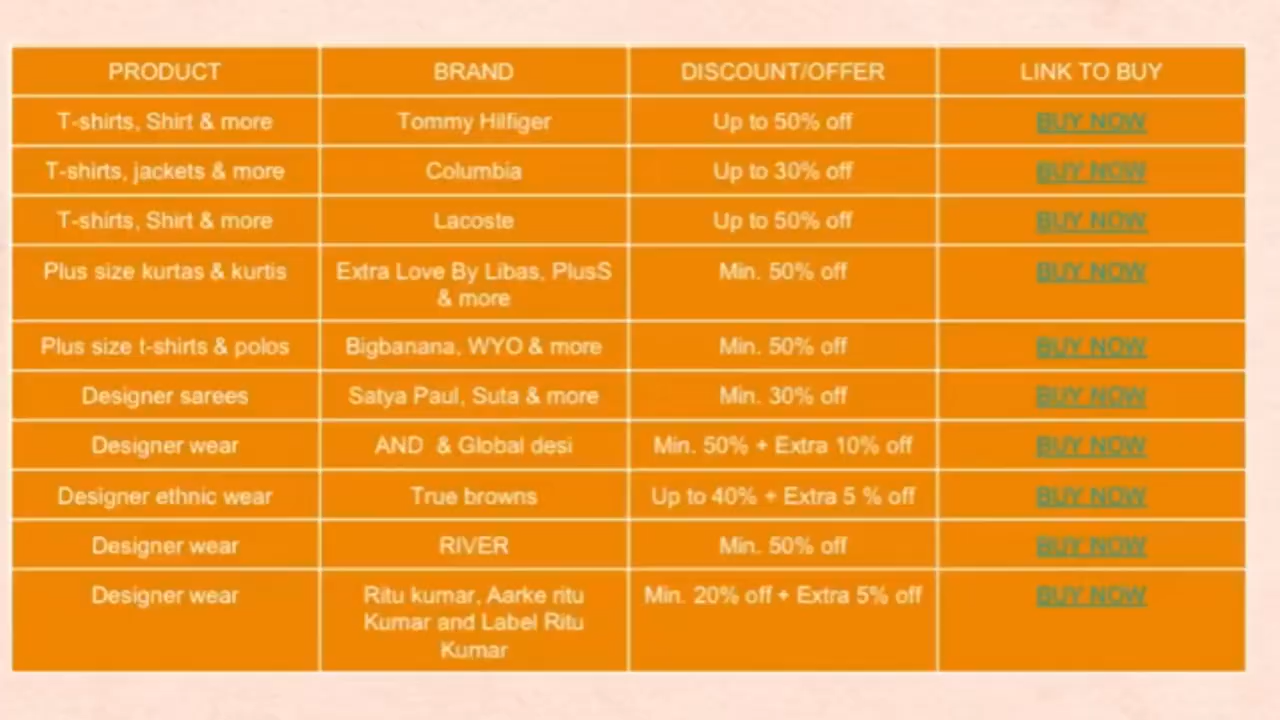 PRODUCT BRAND DISCOUNT/OFFER LINK TO BUY
T-shirts, Shirt & more Tommy Hilfiger Up to 50% off BUY NOW
T-shirts, jackets & more Columbia Up to 30% off BUY NOW
T-shirts, Shirt & more Lacoste Up to 50% off BUY NOW
Plus size kurtas & kurtis Extra Love By Libas, PlusS Min. 50% off BUY NOW
& more
Plus size t-shirts & polos Bigbanana, WYO & more Min. 50% off BUY NOW
Designer sarees Satya Paul, Suta & more Min. 30% off BUY NOW
Designer wear AND & Global desi Min. 50% + Extra 10% off BUY NOW
Designer ethnic wear True browns Up to 40% + Extra 5 % off BUY NOW
Designer wear RIVER Min. 50% off BUY NOW
Designer wear Ritu kumar, Aarke ritu Min. 20% off + Extra 5% off BUY NOW
Kumar and Label Ritu
Kumar